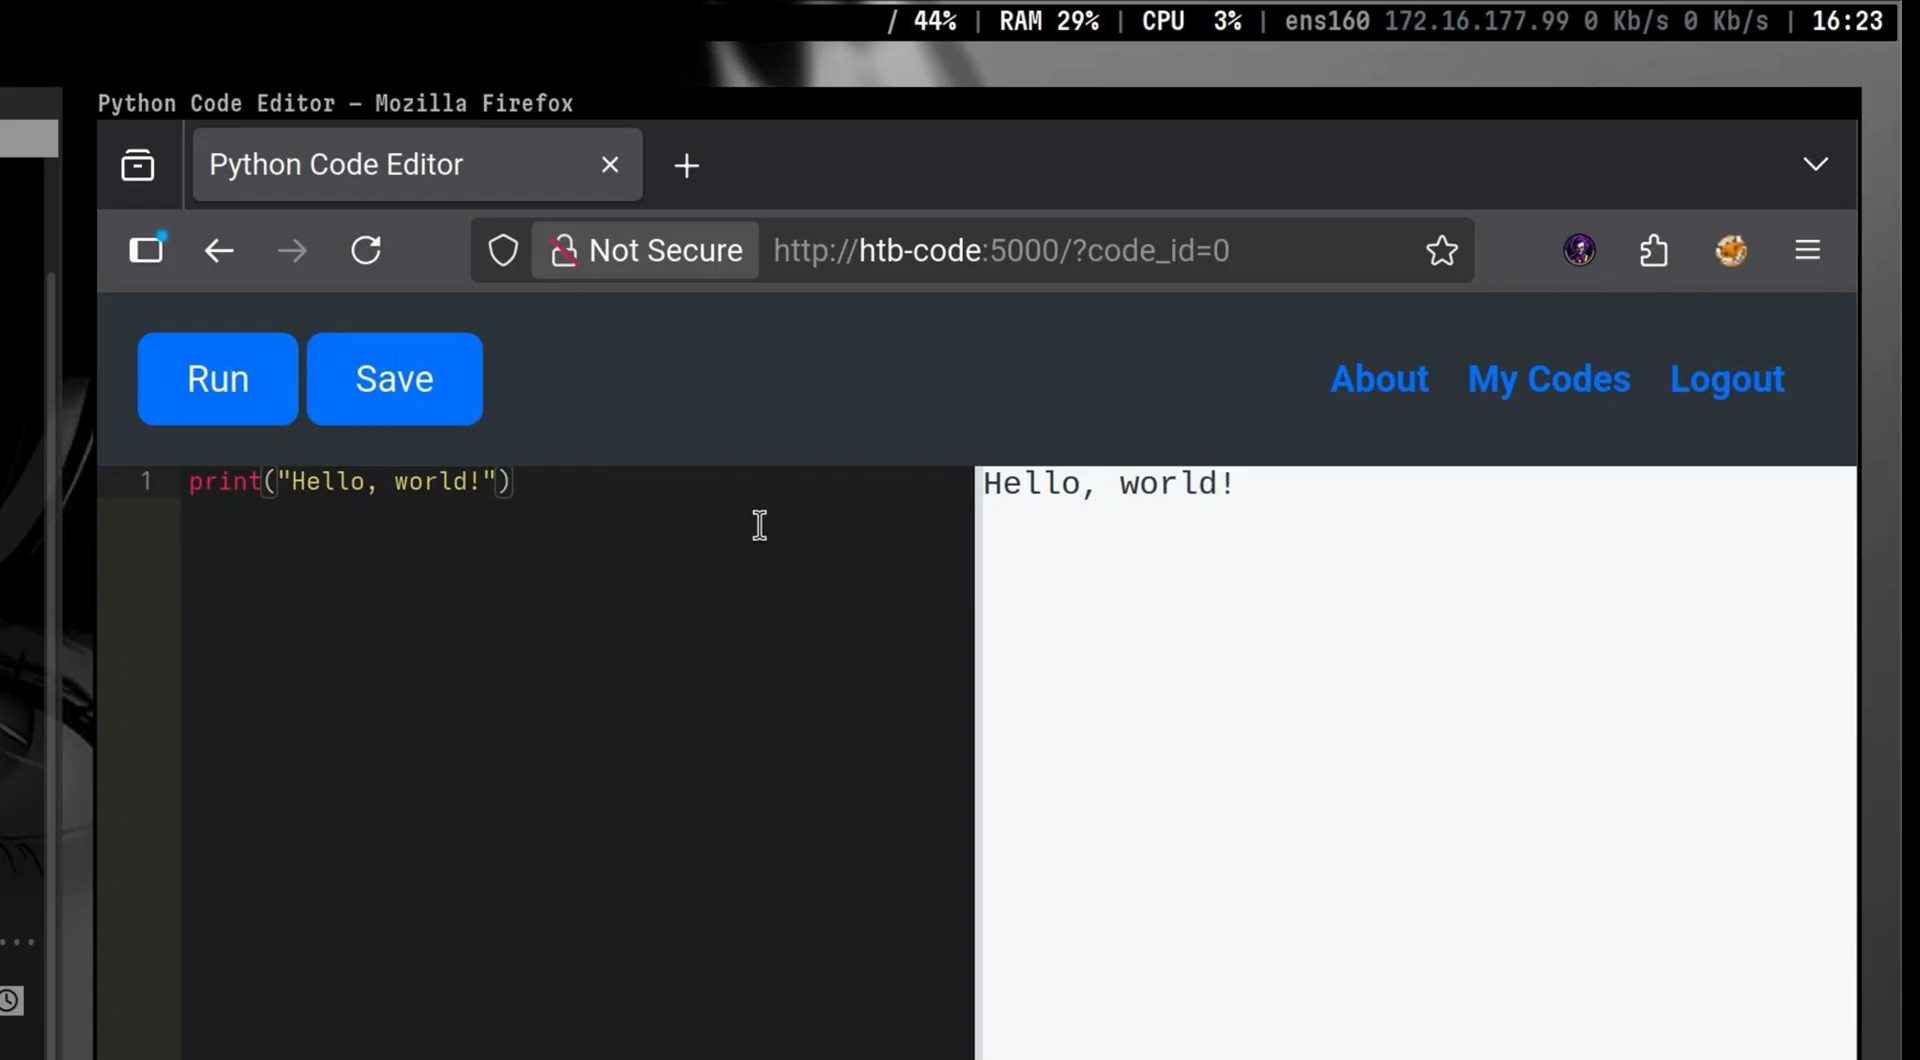 / 44% | RAM 29% | CPU 3% | ens160 172.16.177.99 0 Kb/s 0 Kb/s | 16:23
Python Code Editor — Mozilla Firefox
Python Code Editor
Not Secure http://htb-code:5000/?code_id=0
Run Save About My Codes Logout
1 print("Hello, world!")
Hello, world!